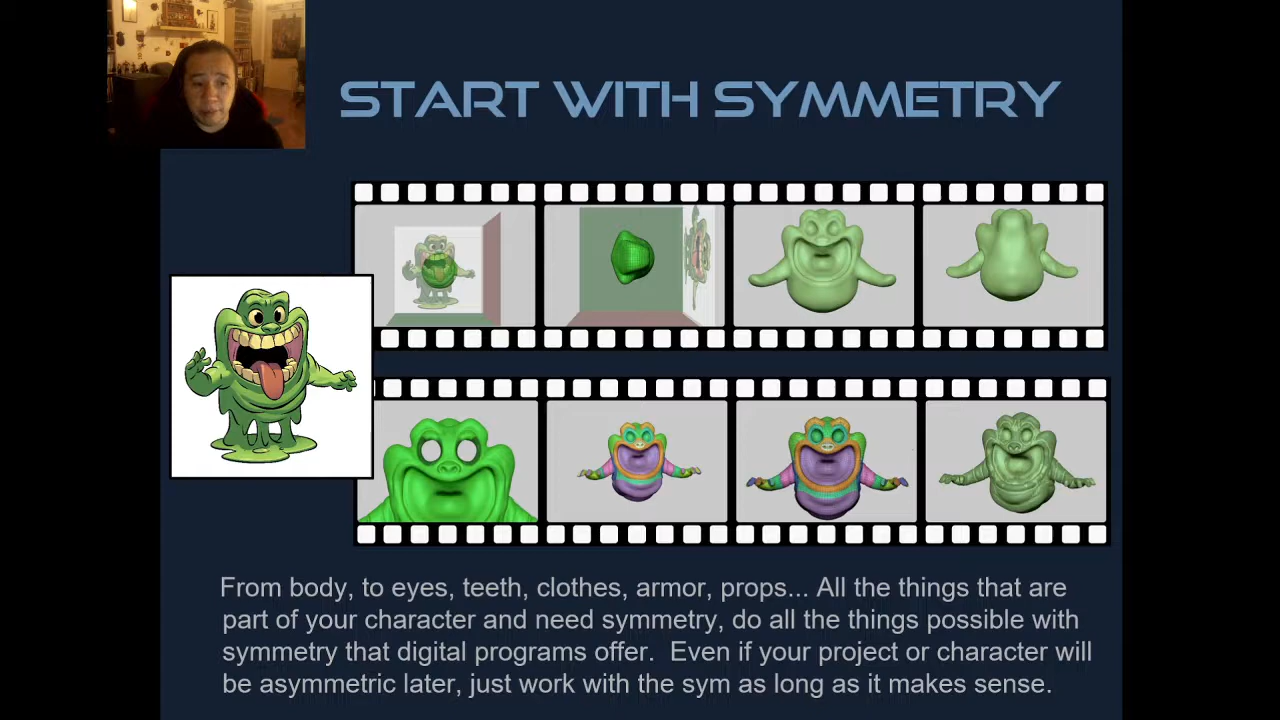 START WITH SYMMETRY
From body, to eyes, teeth, clothes, armor, props... All the things that are
part of your character and need symmetry, do all the things possible with
symmetry that digital programs offer.  Even if your project or character will
be asymmetric later, just work with the sym as long as it makes sense.